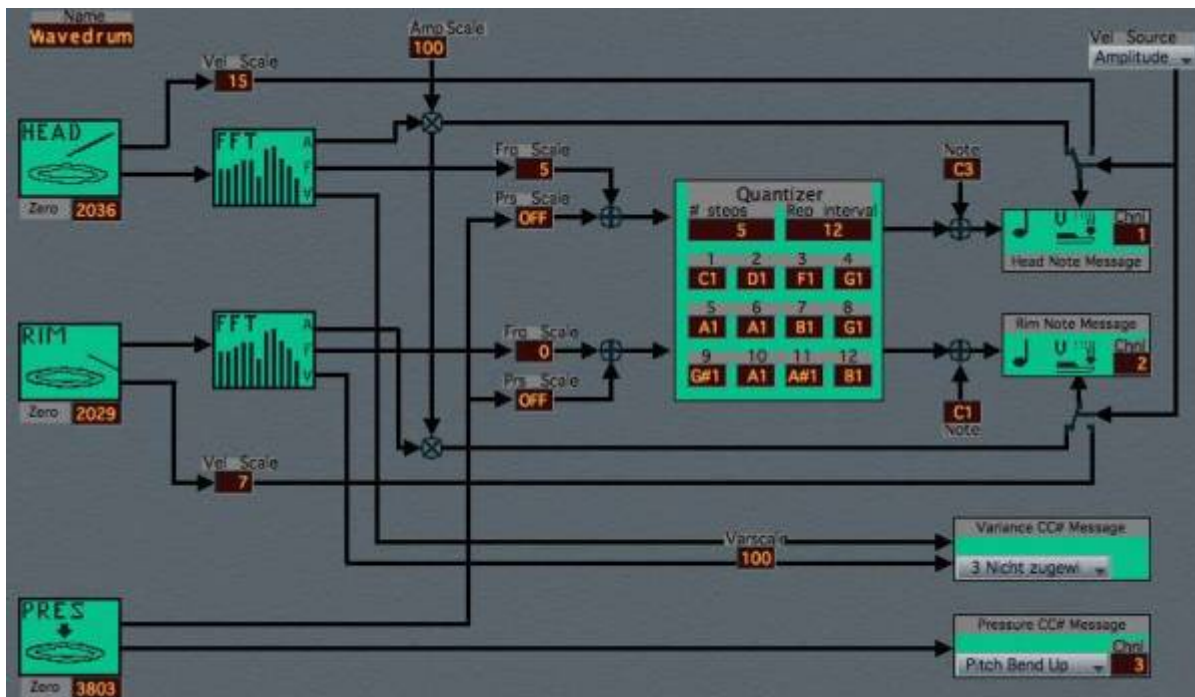 Name
Wavedrum
Amp Scale
100
Vel Source
Amplitude
Vel Scale
15
HEAD
Zero 2036
FFT
A
F
V
Frq Scale
5
Prs Scale
OFF
Quantizer
# steps Rep interval
5 12
1 2 3 4
C1 D1 F1 G1
5 6 7 8
A1 A1 B1 G1
9 10 11 12
G#1 A1 A#1 B1
Note
C3
Chnl
1
Head Note Message
RIM
Zero 2029
FFT
A
F
V
Frq Scale
0
Prs Scale
OFF
Rim Note Message
Chnl
2
C1
Note
Vel Scale
7
Varscale
100
Variance CC# Message
3 Nicht zugewi
PRES
Zero 3803
Pressure CC# Message
Chnl
Pitch Bend Up 3